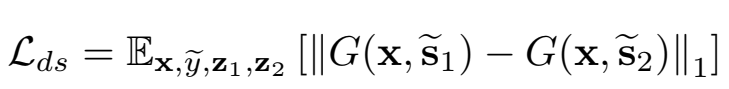 $\mathcal{L}_{ds} = \mathbb{E}_{\mathbf{x}, \widetilde{y}, \mathbf{z}_1, \mathbf{z}_2} \left[ \| G(\mathbf{x}, \widetilde{\mathbf{s}}_1) - G(\mathbf{x}, \widetilde{\mathbf{s}}_2) \|_1 \right]$